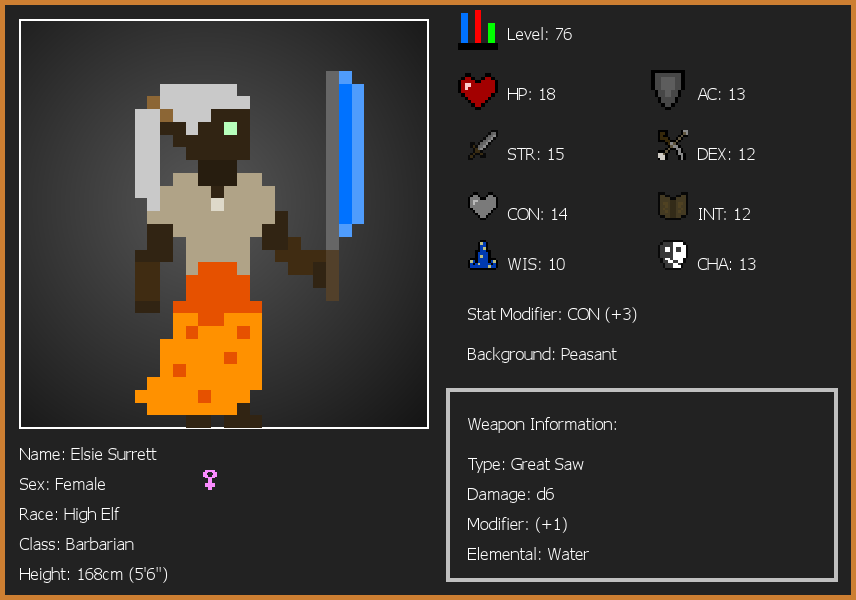 Level: 76
HP: 18
AC: 13
STR: 15
DEX: 12
CON: 14
INT: 12
WIS: 10
CHA: 13
Stat Modifier: CON (+3)
Background: Peasant
Weapon Information:
Type: Great Saw
Damage: d6
Modifier: (+1)
Elemental: Water
Name: Elsie Surrett
Sex: Female
Race: High Elf
Class: Barbarian
Height: 168cm (5'6")